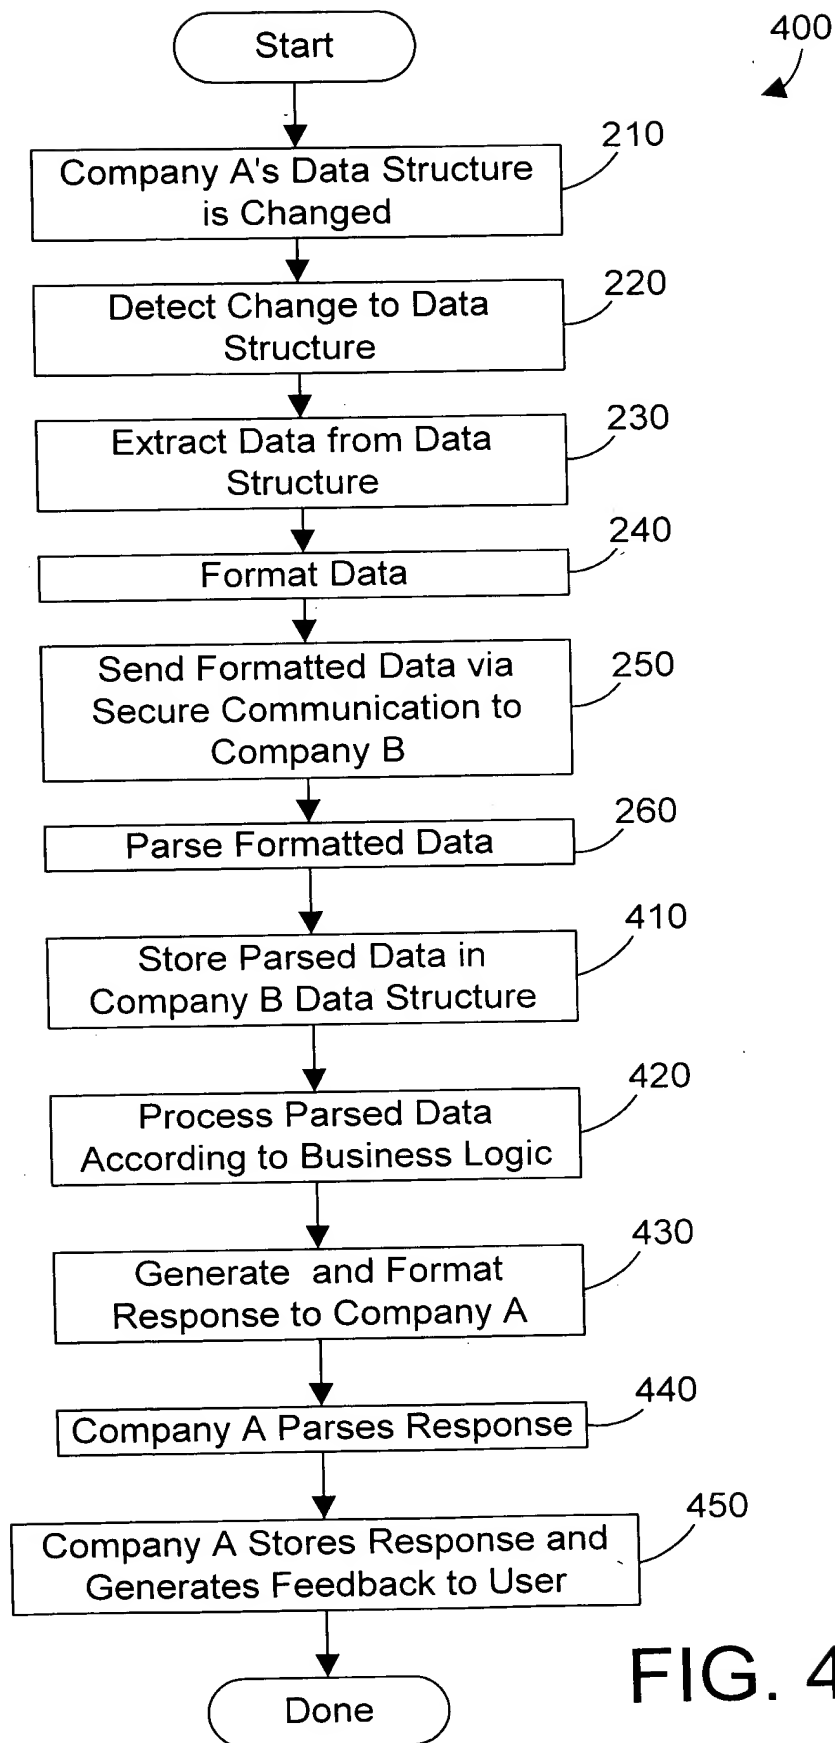 Start
400
210
Company A's Data Structure
is Changed
220
Detect Change to Data
Structure
230
Extract Data from Data
Structure
240
Format Data
250
Send Formatted Data via
Secure Communication to
Company B
260
Parse Formatted Data
410
Store Parsed Data in
Company B Data Structure
420
Process Parsed Data
According to Business Logic
430
Generate and Format
Response to Company A
440
Company A Parses Response
450
Company A Stores Response and
Generates Feedback to User
FIG. 4
Done